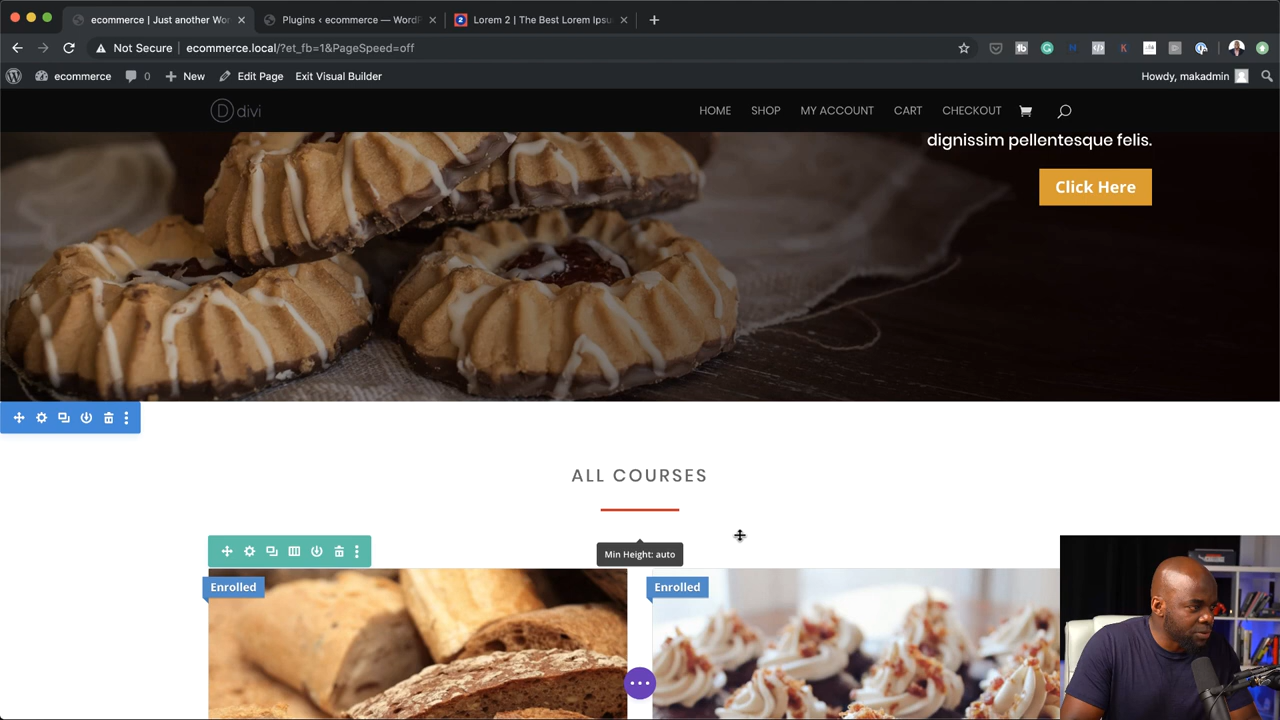 ecommerce | Just another Wor
Plugins ‹ ecommerce — WordP
2 Lorem 2 | The Best Lorem Ipsu
Not Secure | ecommerce.local/?et_fb=1&PageSpeed=off
ecommerce 0 New Edit Page Exit Visual Builder Howdy, makadmin
D divi HOME SHOP MY ACCOUNT CART CHECKOUT
dignissim pellentesque felis.
Click Here
ALL COURSES
Min Height: auto
Enrolled
Enrolled